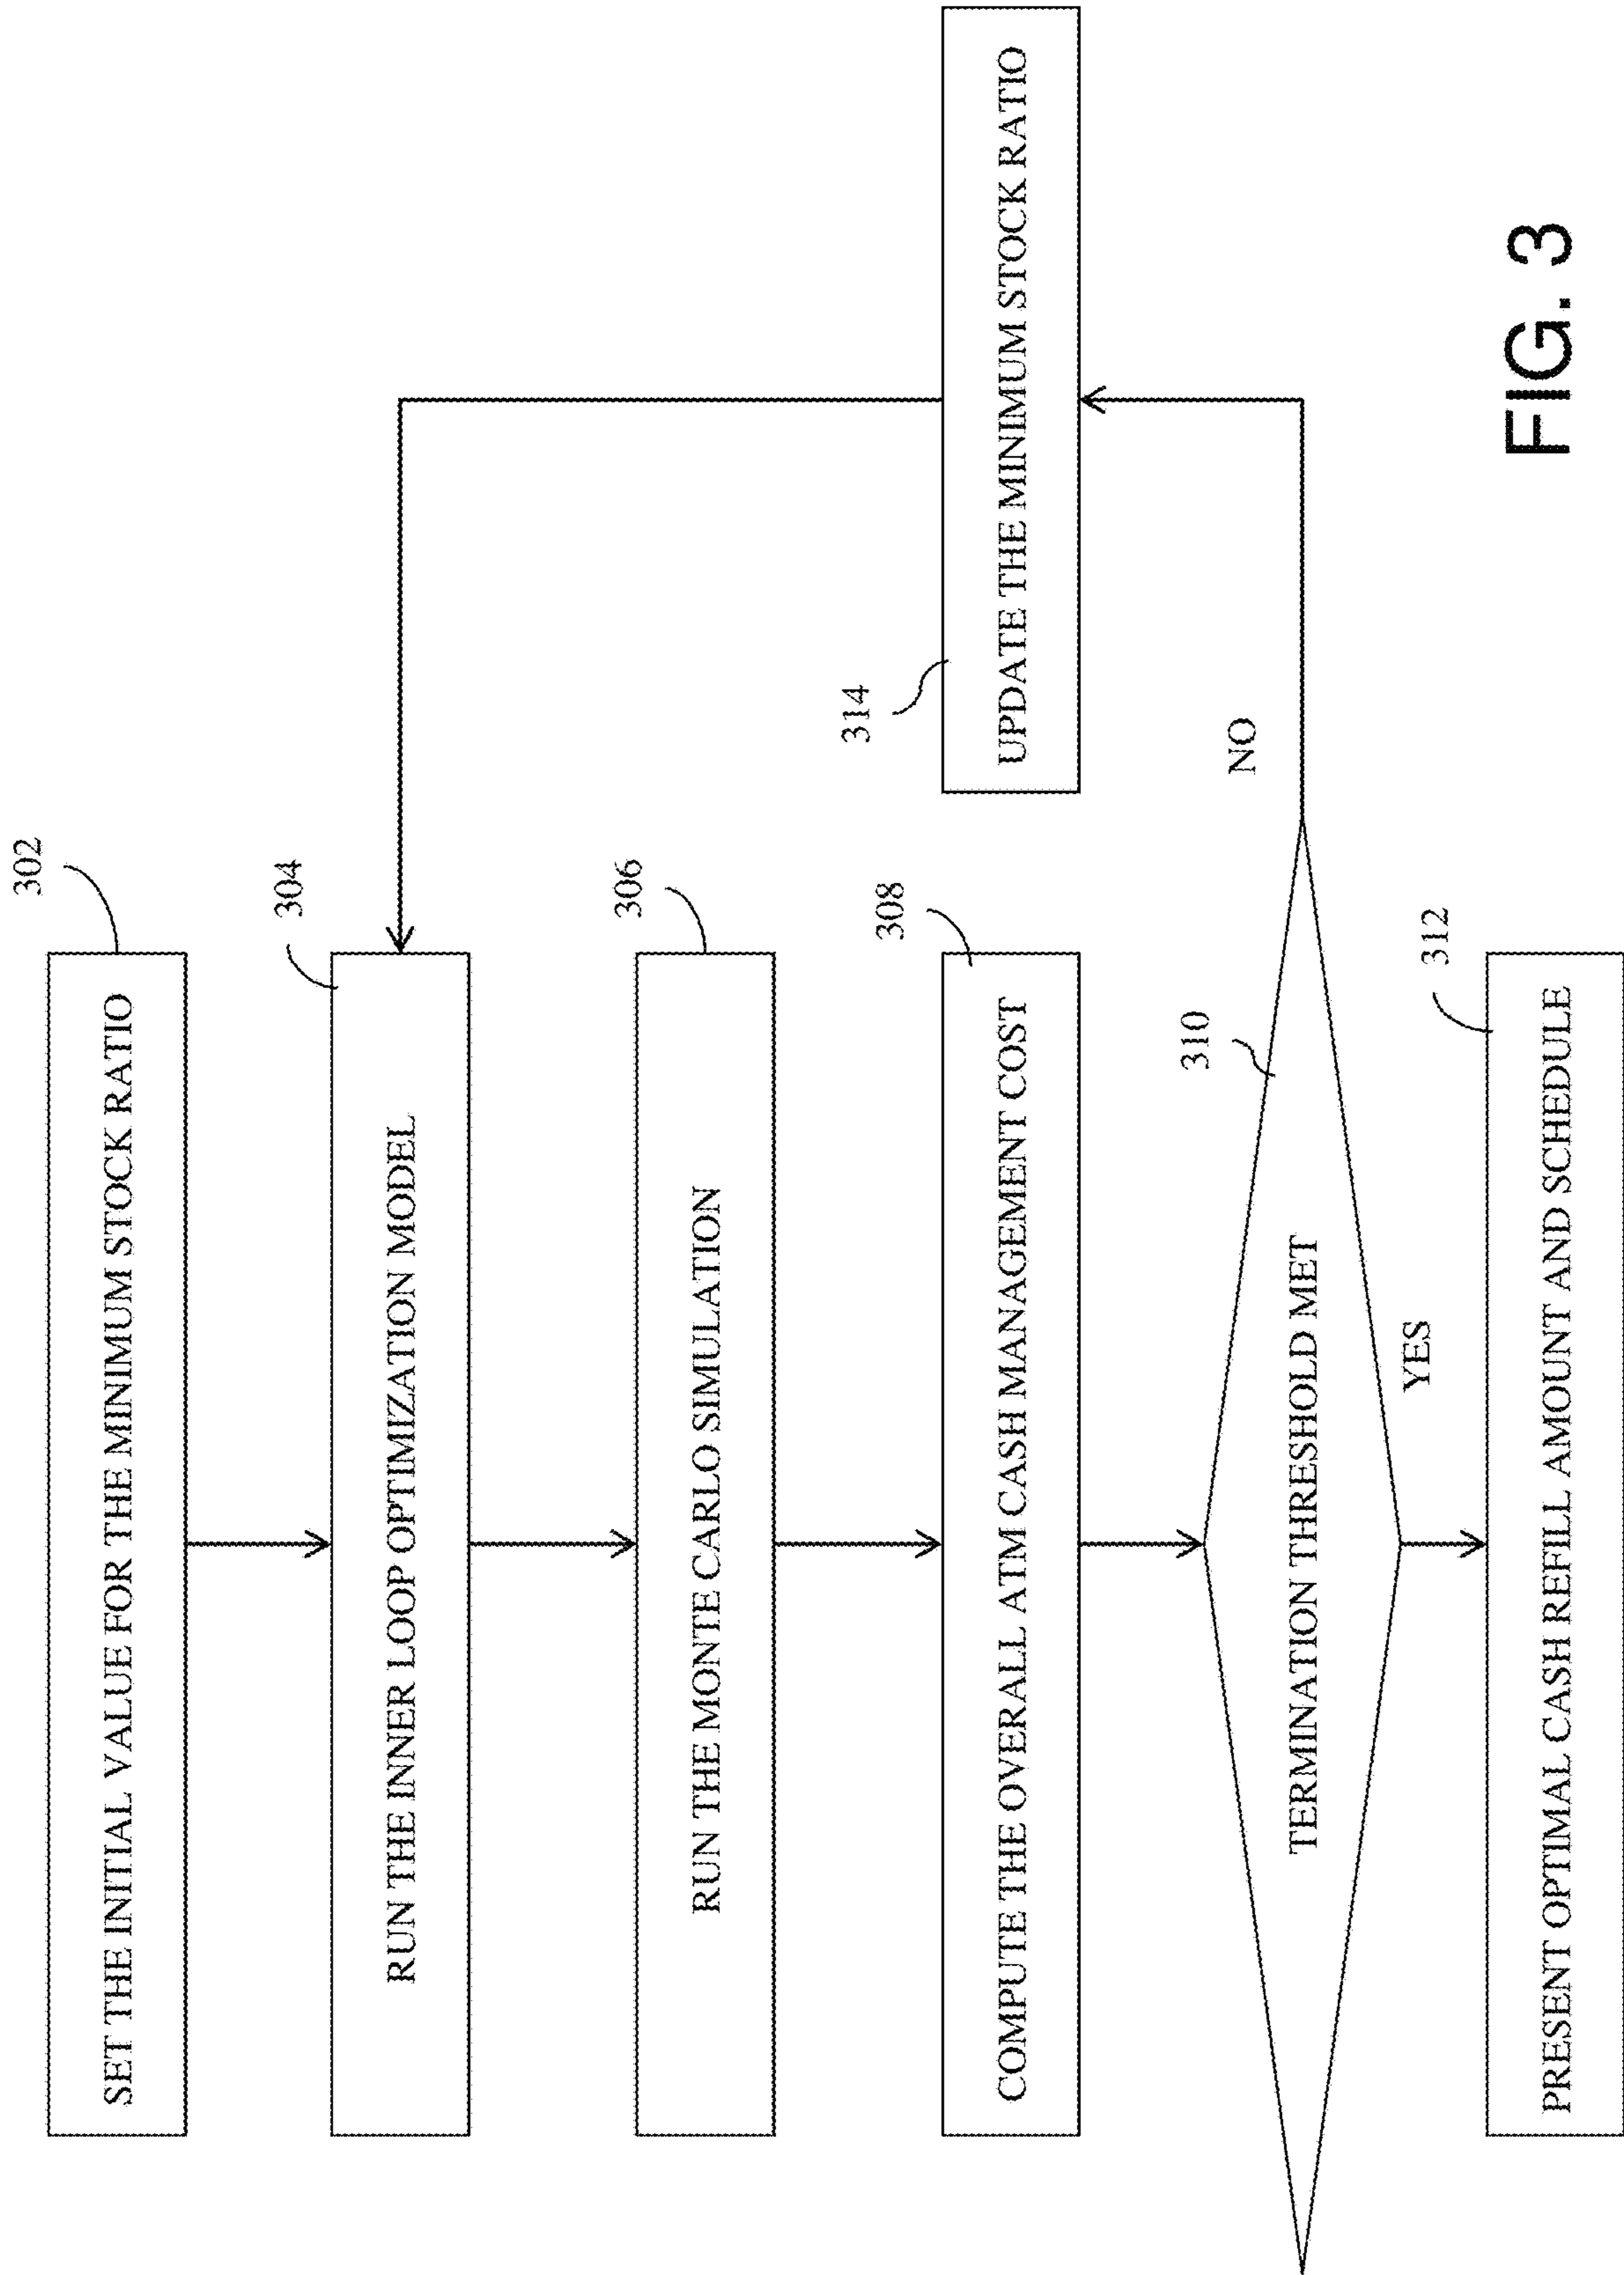 302
SET THE INITIAL VALUE FOR THE MINIMUM STOCK RATIO
304
RUN THE INNER LOOP OPTIMIZATION MODEL
306
RUN THE MONTE CARLO SIMULATION
308
COMPUTE THE OVERALL ATM CASH MANAGEMENT COST
314
UPDATE THE MINIMUM STOCK RATIO
310
TERMINATION THRESHOLD MET
NO
YES
312
PRESENT OPTIMAL CASH REFILL AMOUNT AND SCHEDULE
FIG. 3